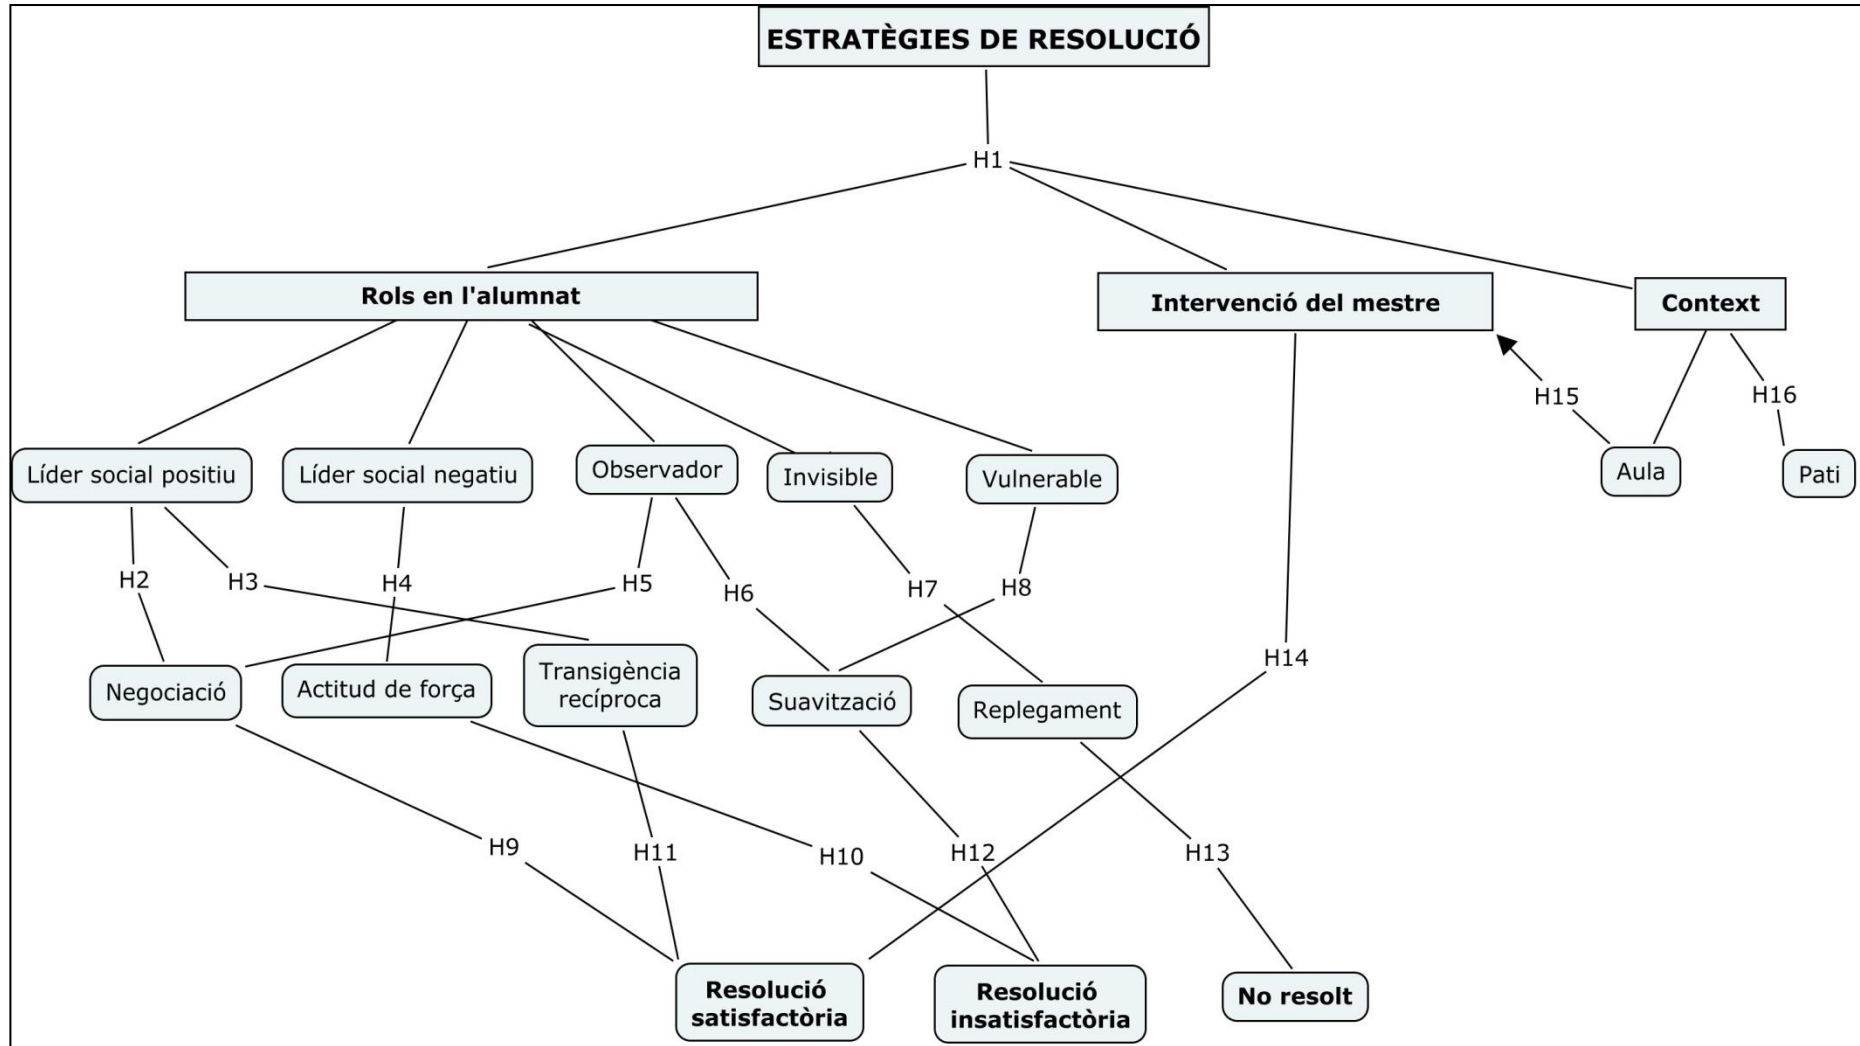 ESTRATÈGIES DE RESOLUCIÓ
H1
Rols en l'alumnat
Intervenció del mestre
Context
H15
H16
Líder social positiu
Líder social negatiu
Observador
Invisible
Vulnerable
Aula
Pati
H2
H3
H4
H5
H6
H7
H8
H14
Negociació
Actitud de força
Transigència
recíproca
Suavització
Replegament
H9
H11
H10
H12
H13
Resolució
satisfactòria
Resolució
insatisfactòria
No resolt